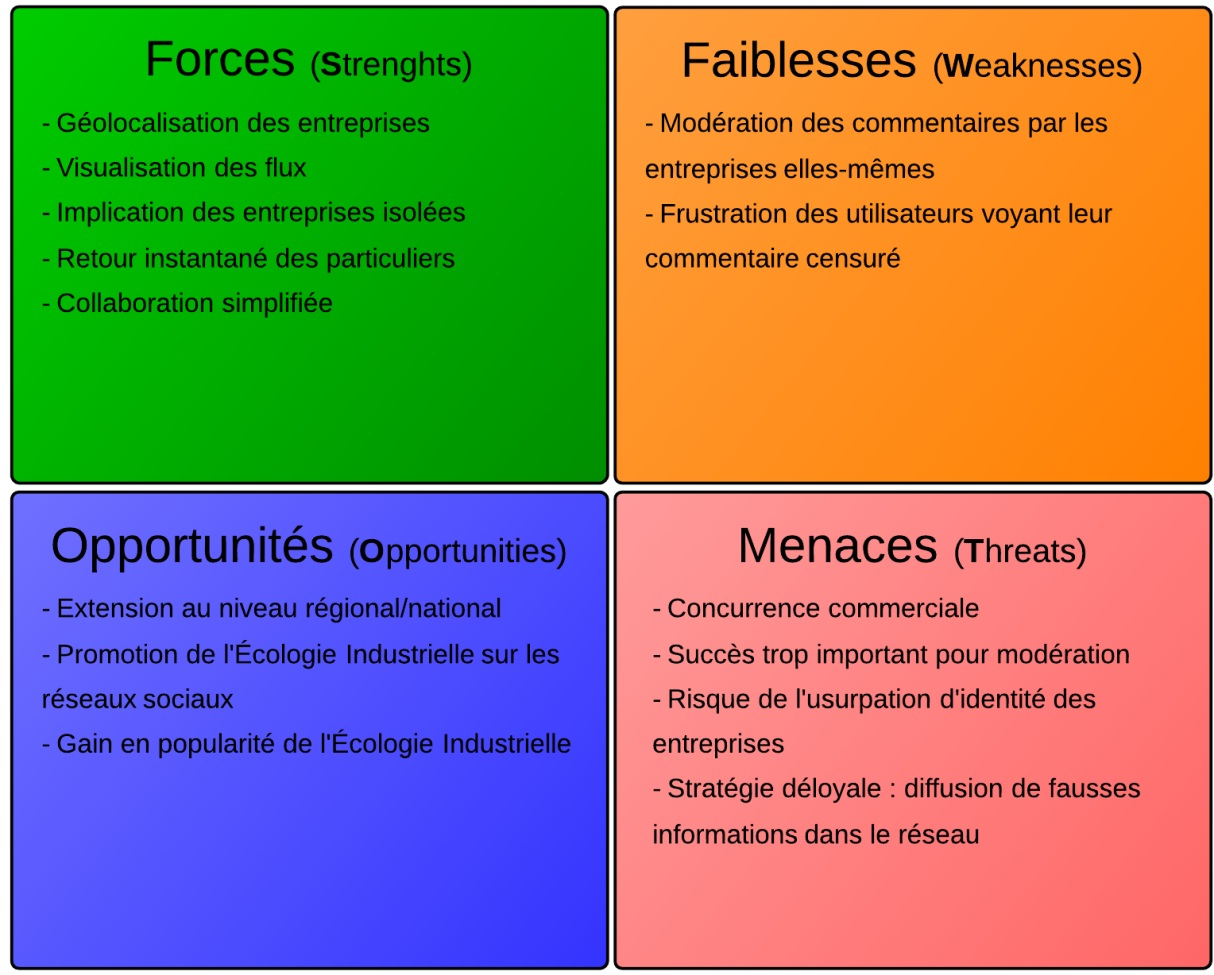 Forces (Strenghts)
- Géolocalisation des entreprises
- Visualisation des flux
- Implication des entreprises isolées
- Retour instantané des particuliers
- Collaboration simplifiée
Faiblesses (Weaknesses)
- Modération des commentaires par les
entreprises elles-mêmes
- Frustration des utilisateurs voyant leur
commentaire censuré
Opportunités (Opportunities)
- Extension au niveau régional/national
- Promotion de l'Écologie Industrielle sur les
réseaux sociaux
- Gain en popularité de l'Écologie Industrielle
Menaces (Threats)
- Concurrence commerciale
- Succès trop important pour modération
- Risque de l'usurpation d'identité des
entreprises
- Stratégie déloyale : diffusion de fausses
informations dans le réseau